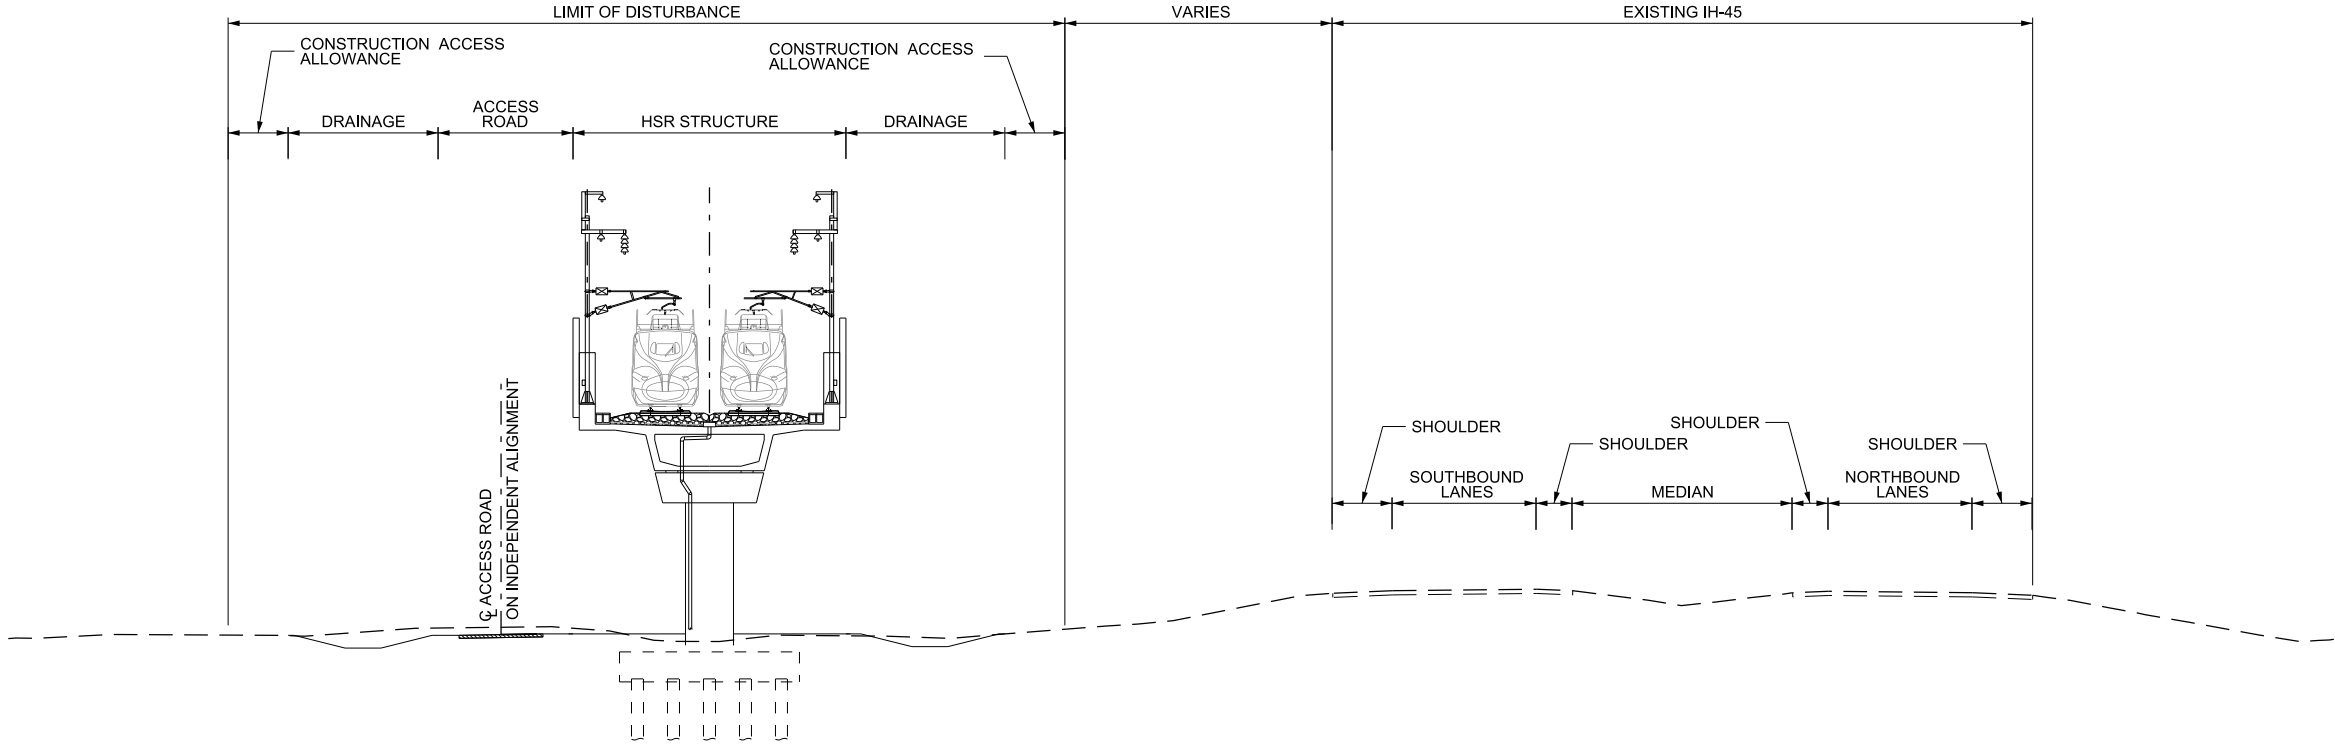 LIMIT OF DISTURBANCE
VARIES
EXISTING IH-45
CONSTRUCTION ACCESS
ALLOWANCE
CONSTRUCTION ACCESS
ALLOWANCE
DRAINAGE
ACCESS
ROAD
HSR STRUCTURE
DRAINAGE
SHOULDER
SHOULDER
SHOULDER
SHOULDER
SOUTHBOUND
LANES
MEDIAN
NORTHBOUND
LANES
℄ ACCESS ROAD
ON INDEPENDENT ALIGNMENT